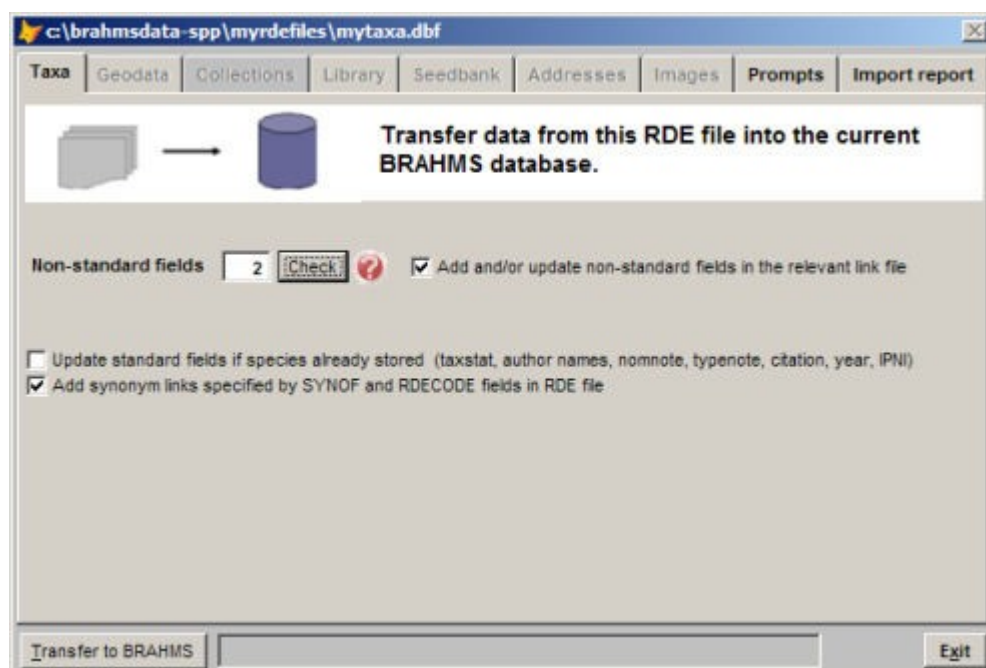 c:\brahmsdata-spp\myrdefiles\mytaxa.dbf
Taxa Geodata Collections Library Seedbank Addresses Images Prompts Import report
Transfer data from this RDE file into the current
BRAHMS database.
Non-standard fields 2 Check ? Add and/or update non-standard fields in the relevant link file
Update standard fields if species already stored (taxstat, author names, nomnote, typenote, citation, year, IPNI)
Add synonym links specified by SYNOF and RDECODE fields in RDE file
Transfer to BRAHMS Exit